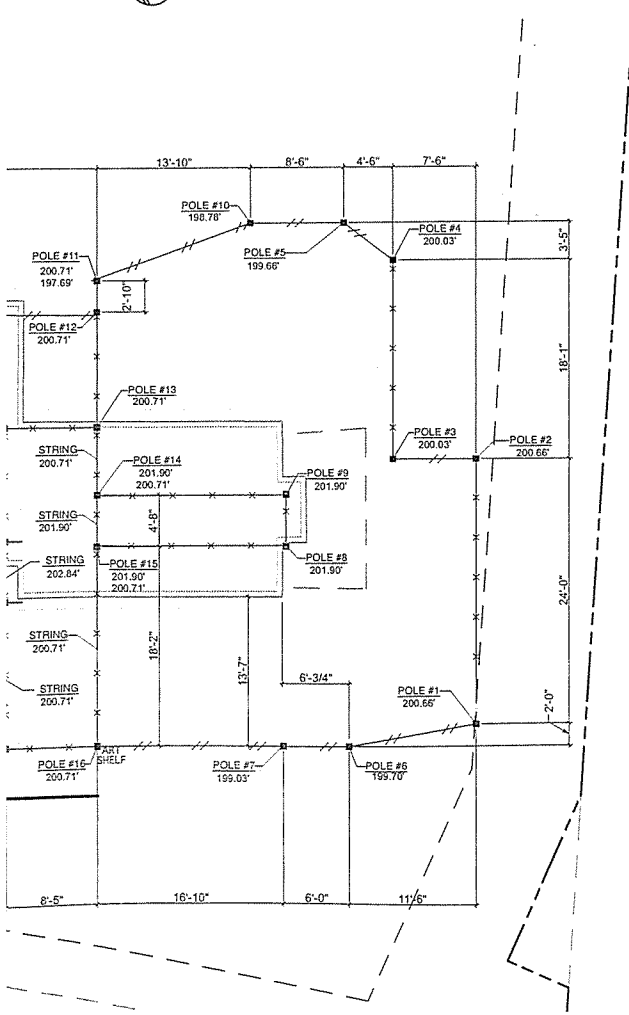 13'-10"
8'-6"
4'-6"
7'-6"
POLE #10
198.78'
POLE #4
200.03'
3'-5"
POLE #5
199.66'
POLE #11
200.71'
197.69'
2'-10"
POLE #12
200.71'
18'-1"
POLE #13
200.71'
POLE #3
200.03'
POLE #2
200.66'
STRING
200.71'
POLE #14
201.90'
200.71'
POLE #9
201.90'
STRING
201.90'
4'-8"
STRING
202.84'
POLE #15
201.90'
200.71'
POLE #8
201.90'
24'-0"
STRING
200.71'
18'-2"
13'-7"
6'-3/4"
STRING
200.71'
POLE #1
200.66'
2'-0"
POLE #16
200.71'
ART
SHELF
POLE #7
199.03'
POLE #6
199.70'
8'-5"
16'-10"
6'-0"
11'-6"